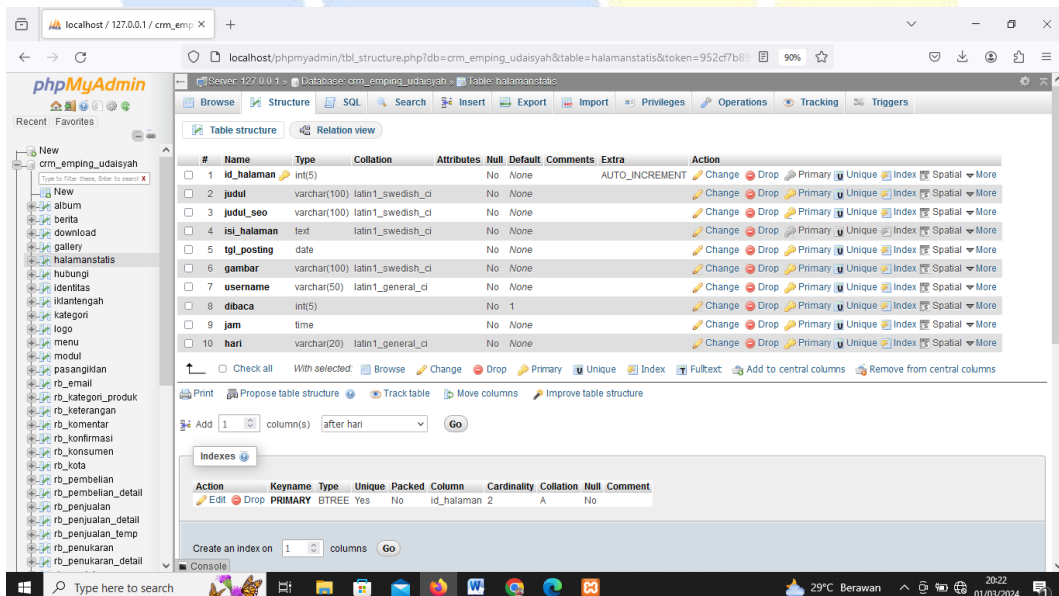 localhost / 127.0.0.1 / crm_emp × +
localhost/phpmyadmin/tbl_structure.php?db=crm_emping_udaisyah&table=halamanstatis&token=952cf7b89 90%
phpMyAdmin
Recent Favorites
New
crm_emping_udaisyah
Type to filter these, Enter to search X
New
album
berita
download
gallery
halamanstatis
hubungi
identitas
iklantengah
kategori
logo
menu
modul
pasangiklan
rb_email
rb_kategori_produk
rb_keterangan
rb_komentar
rb_konfirmasi
rb_konsumen
rb_kota
rb_pembelian
rb_pembelian_detail
rb_penjualan
rb_penjualan_detail
rb_penjualan_temp
rb_penukaran
rb_penukaran_detail
Server: 127.0.0.1 » Database: crm_emping_udaisyah » Table: halamanstatis
Browse Structure SQL Search Insert Export Import Privileges Operations Tracking Triggers
Table structure Relation view
# Name Type Collation Attributes Null Default Comments Extra Action
1 id_halaman int(5) No None AUTO_INCREMENT Change Drop Primary Unique Index Spatial More
2 judul varchar(100) latin1_swedish_ci No None Change Drop Primary Unique Index Spatial More
3 judul_seo varchar(100) latin1_swedish_ci No None Change Drop Primary Unique Index Spatial More
4 isi_halaman text latin1_swedish_ci No None Change Drop Primary Unique Index Spatial More
5 tgl_posting date No None Change Drop Primary Unique Index Spatial More
6 gambar varchar(100) latin1_swedish_ci No None Change Drop Primary Unique Index Spatial More
7 username varchar(50) latin1_general_ci No None Change Drop Primary Unique Index Spatial More
8 dibaca int(5) No 1 Change Drop Primary Unique Index Spatial More
9 jam time No None Change Drop Primary Unique Index Spatial More
10 hari varchar(20) latin1_general_ci No None Change Drop Primary Unique Index Spatial More
Check all With selected: Browse Change Drop Primary Unique Index Fulltext Add to central columns Remove from central columns
Print Propose table structure Track table Move columns Improve table structure
Add 1 column(s) after hari Go
Indexes
Action Keyname Type Unique Packed Column Cardinality Collation Null Comment
Edit Drop PRIMARY BTREE Yes No id_halaman 2 A No
Create an index on 1 columns Go
Console
Type here to search
29°C Berawan
20:22
01/03/2024